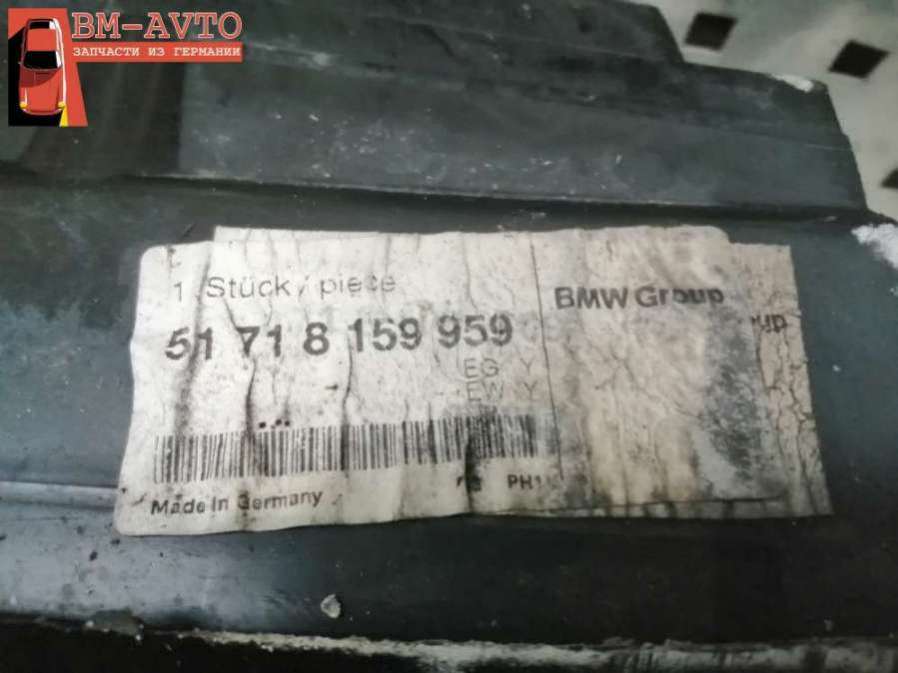 BM-AVTO
ЗАПЧАСТИ ИЗ ГЕРМАНИИ
1 Stück / piece
BMW Group
51 71 8 159 959
EG Y
EW Y
PH1
Made in Germany